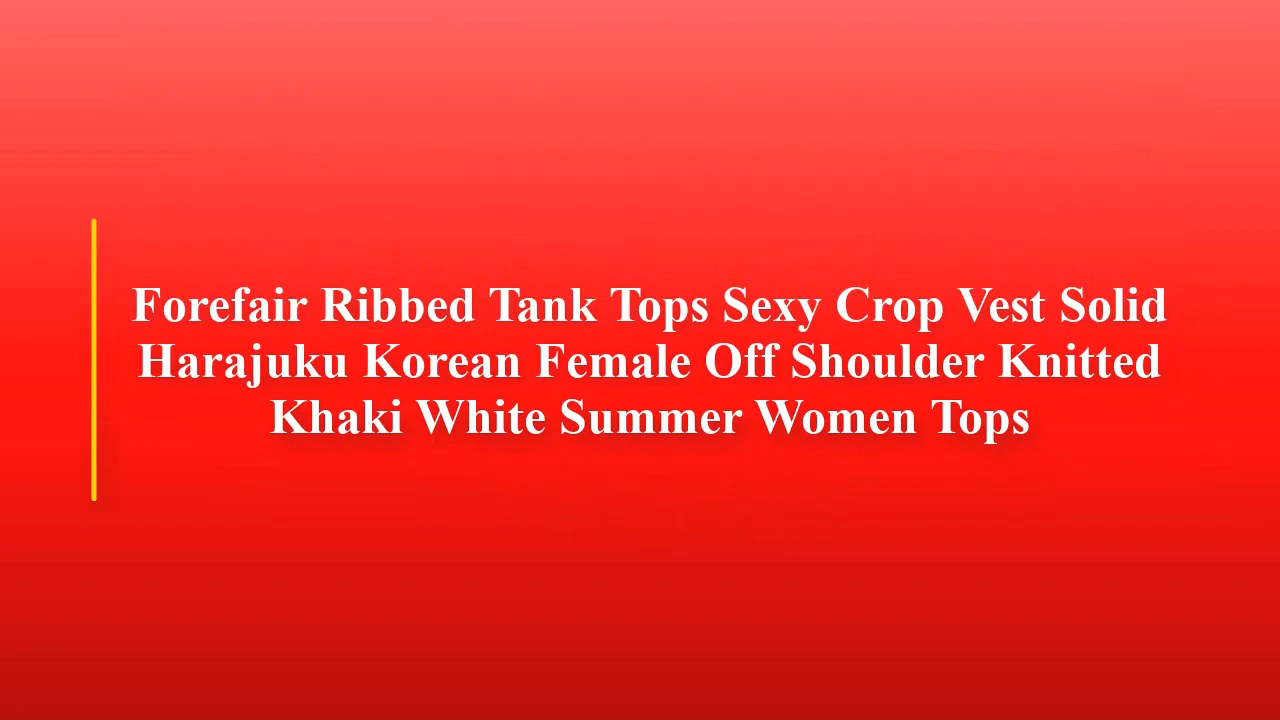 Forefair Ribbed Tank Tops Sexy Crop Vest Solid
Harajuku Korean Female Off Shoulder Knitted
Khaki White Summer Women Tops